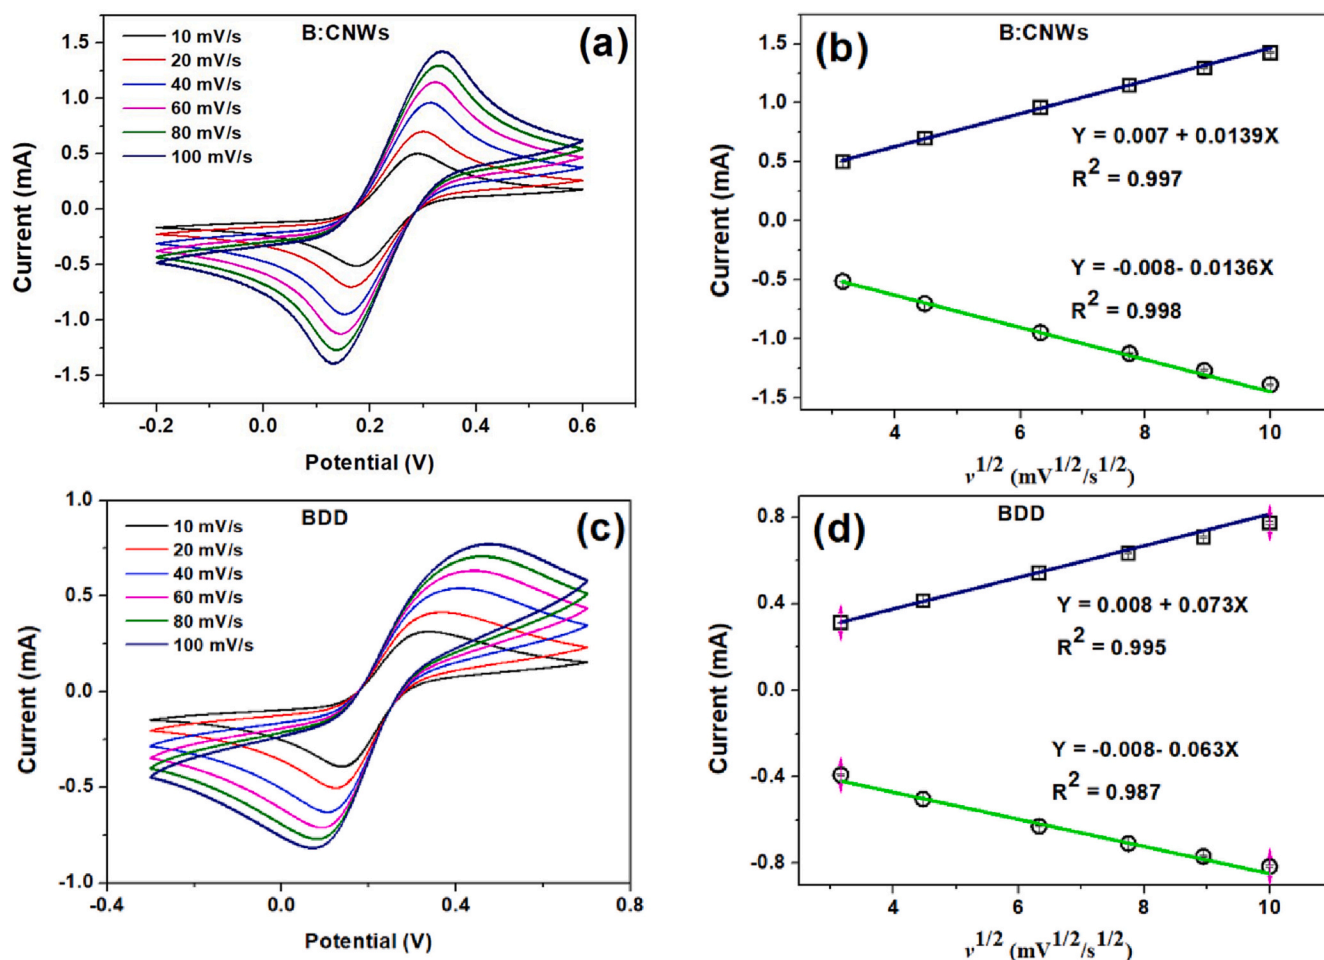 B:CNWs
(a)
10 mV/s
20 mV/s
40 mV/s
60 mV/s
80 mV/s
100 mV/s
1.5
1.0
0.5
0.0
-0.5
-1.0
-1.5
Current (mA)
-0.2
0.0
0.2
0.4
0.6
Potential (V)
B:CNWs
(b)
1.5
1.0
0.5
0.0
-0.5
-1.0
-1.5
Current (mA)
Y = 0.007 + 0.0139X
R2 = 0.997
Y = -0.008- 0.0136X
R2 = 0.998
4
6
8
10
v1/2 (mV1/2/s1/2)
BDD
(c)
10 mV/s
20 mV/s
40 mV/s
60 mV/s
80 mV/s
100 mV/s
1.0
0.5
0.0
-0.5
-1.0
Current (mA)
-0.4
0.0
0.4
0.8
Potential (V)
BDD
(d)
0.8
0.4
0.0
-0.4
-0.8
Current (mA)
Y = 0.008 + 0.073X
R2 = 0.995
Y = -0.008- 0.063X
R2 = 0.987
4
6
8
10
v1/2 (mV1/2/s1/2)